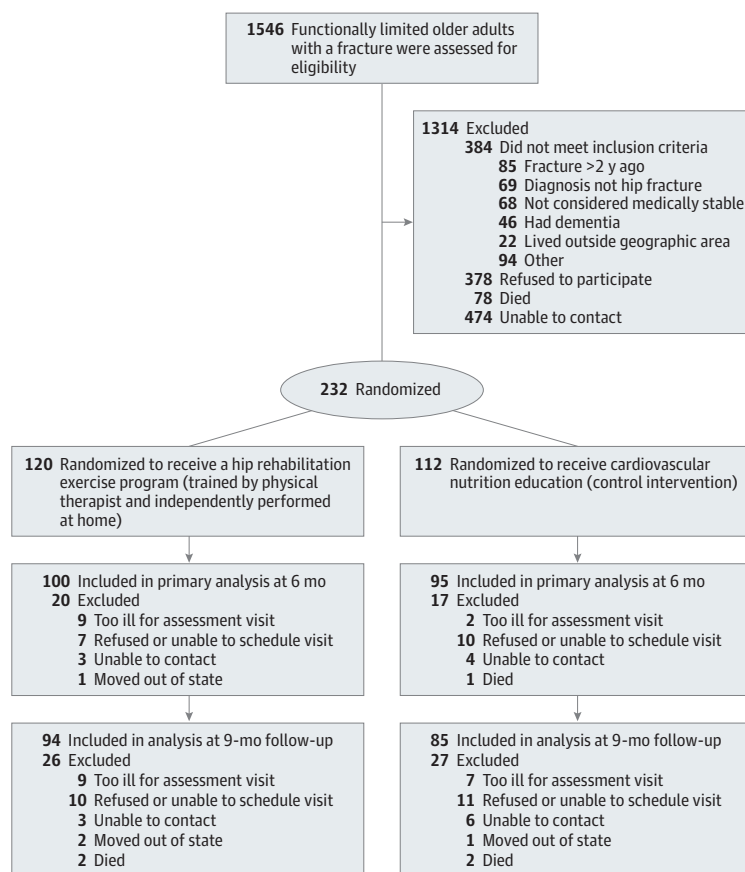 1546 Functionally limited older adults
with a fracture were assessed for
eligibility
1314 Excluded
384 Did not meet inclusion criteria
85 Fracture >2 y ago
69 Diagnosis not hip fracture
68 Not considered medically stable
46 Had dementia
22 Lived outside geographic area
94 Other
378 Refused to participate
78 Died
474 Unable to contact
232 Randomized
120 Randomized to receive a hip rehabilitation
exercise program (trained by physical
therapist and independently performed
at home)
112 Randomized to receive cardiovascular
nutrition education (control intervention)
100 Included in primary analysis at 6 mo
20 Excluded
9 Too ill for assessment visit
7 Refused or unable to schedule visit
3 Unable to contact
1 Moved out of state
95 Included in primary analysis at 6 mo
17 Excluded
2 Too ill for assessment visit
10 Refused or unable to schedule visit
4 Unable to contact
1 Died
94 Included in analysis at 9-mo follow-up
26 Excluded
9 Too ill for assessment visit
10 Refused or unable to schedule visit
3 Unable to contact
2 Moved out of state
2 Died
85 Included in analysis at 9-mo follow-up
27 Excluded
7 Too ill for assessment visit
11 Refused or unable to schedule visit
6 Unable to contact
1 Moved out of state
2 Died